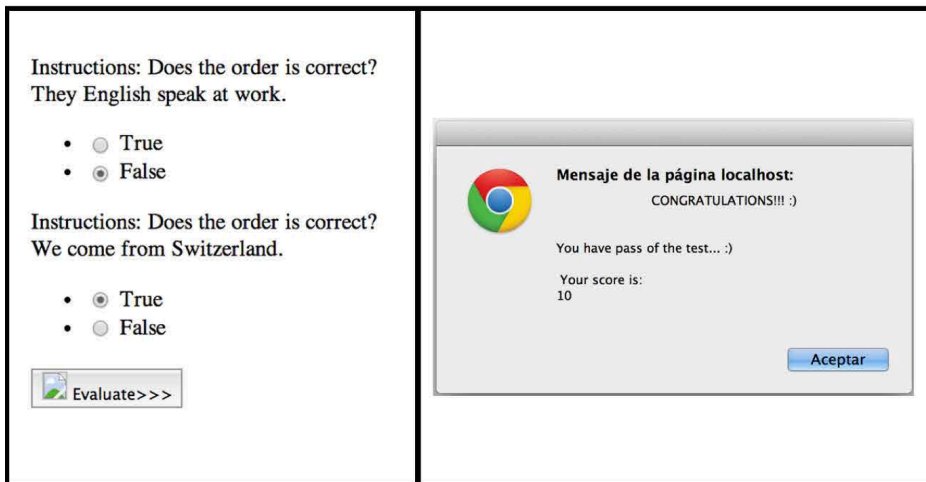 Instructions: Does the order is correct?
They English speak at work.
True
False
Instructions: Does the order is correct?
We come from Switzerland.
True
False
Evaluate>>>
Mensaje de la página localhost:
CONGRATULATIONS!!! :)
You have pass of the test... :)
Your score is:
10
Aceptar